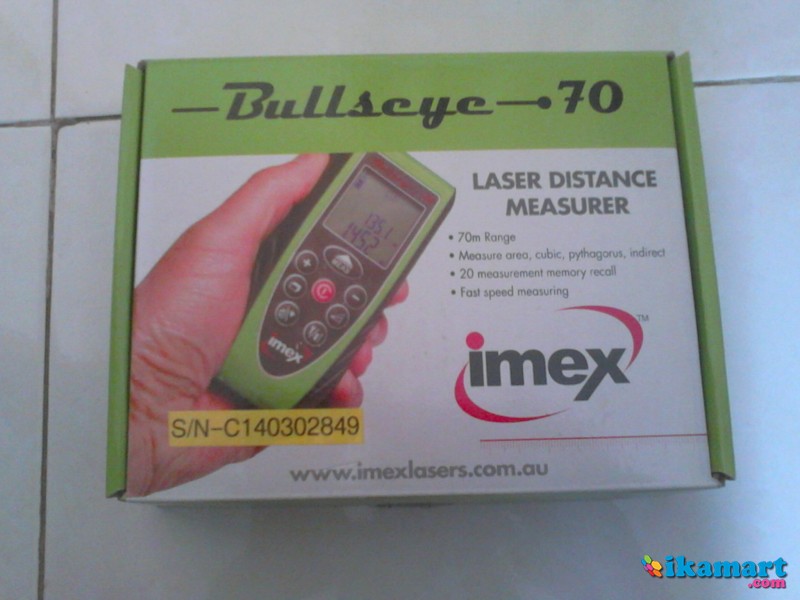 Bullseye 70
LASER DISTANCE
MEASURER
• 70m Range
• Measure area, cubic, pythagorus, indirect
• 20 measurement memory recall
• Fast speed measuring
imex
imex™
S/N-C140302849
www.imexlasers.com.au
ikamart
.com